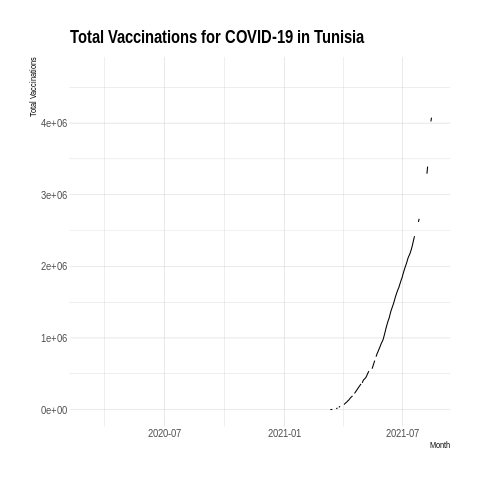 Total Vaccinations for COVID-19 in Tunisia
Total Vaccinations
4e+06
3e+06
2e+06
1e+06
0e+00
2020-07 2021-01 2021-07
Month